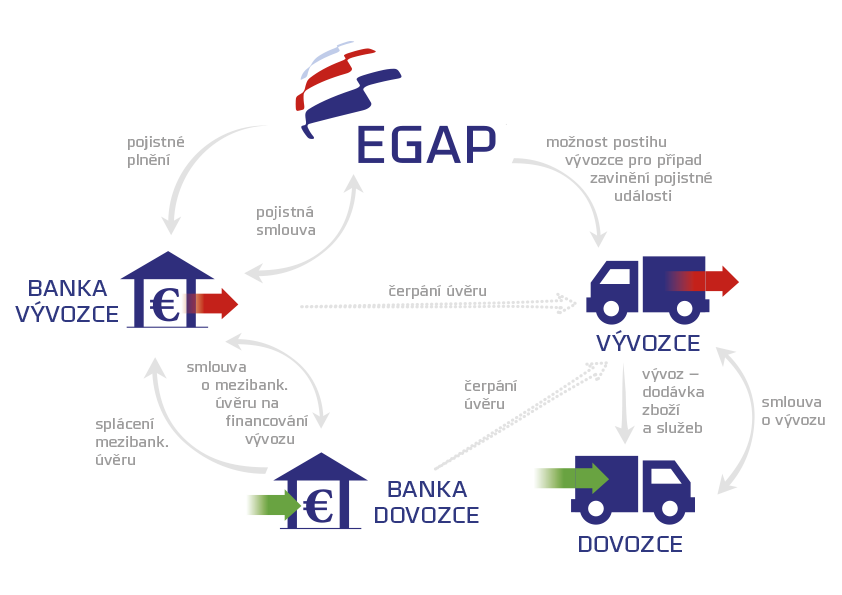 EGAP
pojistné
plnění
možnost postihu
vývozce pro případ
zavinění pojistné
události
pojistná
smlouva
BANKA
VÝVOZCE
€
čerpání úvěru
VÝVOZCE
smlouva
o mezibank.
úvěru na
financování
vývozu
čerpání
úvěru
vývoz –
dodávka
zboží
a služeb
smlouva
o vývozu
splácení
mezibank.
úvěru
€
BANKA
DOVOZCE
DOVOZCE